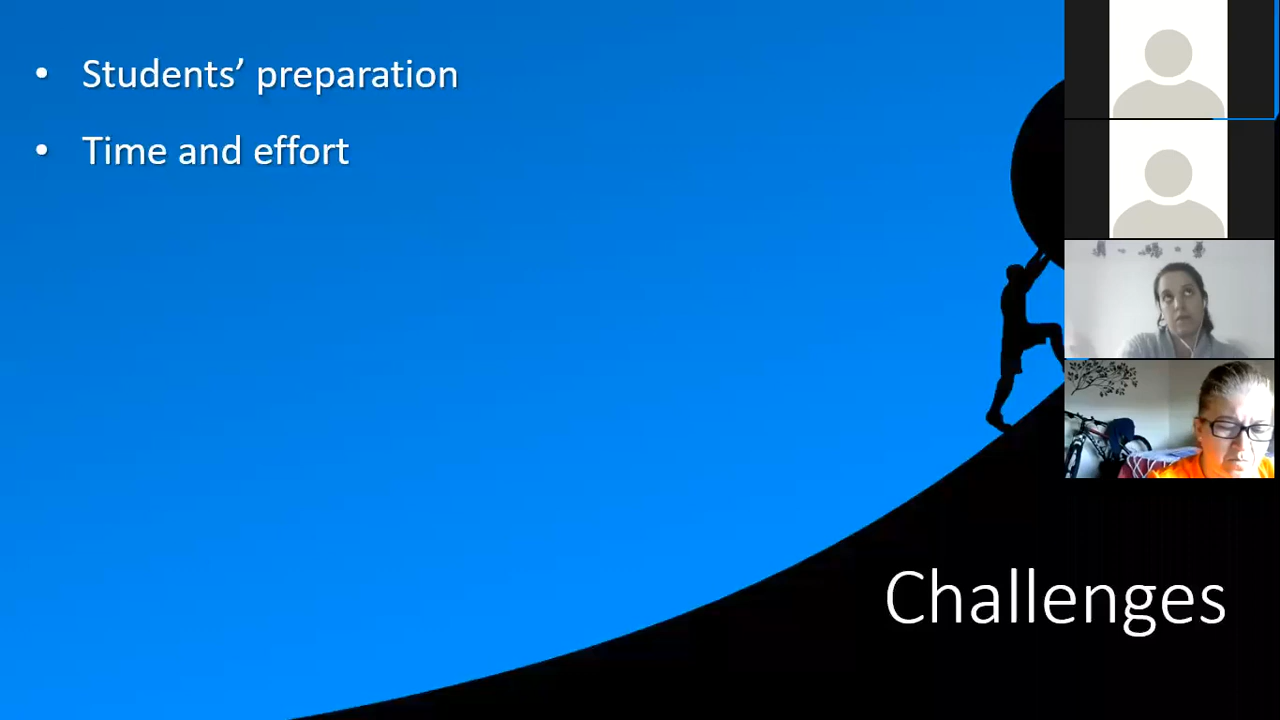 • Students’ preparation
• Time and effort
Challenges